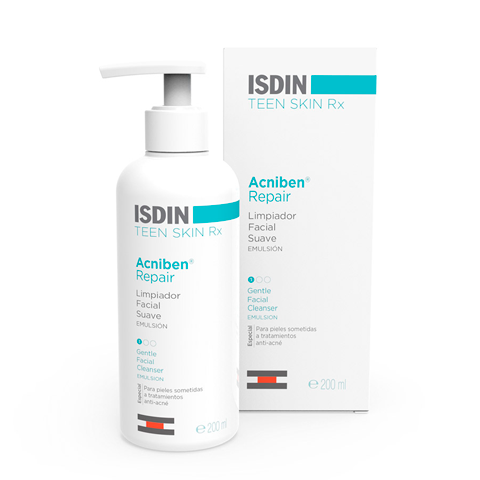 ISDIN
TEEN SKIN Rx
Acniben®
Repair
Limpiador
Facial
Suave
EMULSIÓN
1
Gentle
Facial
Cleanser
EMULSION
Especial
Para pieles sometidas
a tratamientos
anti-acné
℮ 200 ml
ISDIN
TEEN SKIN Rx
Acniben®
Repair
Limpiador
Facial
Suave
EMULSIÓN
1
Gentle
Facial
Cleanser
EMULSION
Especial
Para pieles sometidas
a tratamientos
anti-acné
℮ 200 ml